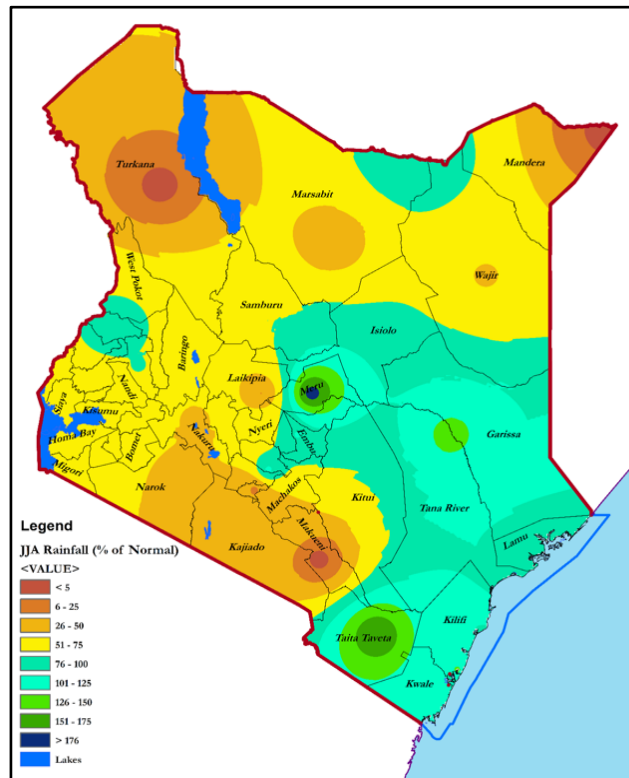 Turkana
Mandera
Marsabit
Wajir
West Pokot
Samburu
Isiolo
Baringo
Laikipia
Meru
Nandi
Siaya
Kisumu
Nyeri
Embu
Garissa
Homa Bay
Bomet
Nakuru
Migori
Narok
Machakos
Kitui
Tana River
Makueni
Kajiado
Lamu
Taita Taveta
Kilifi
Kwale
Legend
JJA Rainfall (% of Normal)
<VALUE>
< 5
6 - 25
26 - 50
51 - 75
76 - 100
101 - 125
126 - 150
151 - 175
> 176
Lakes